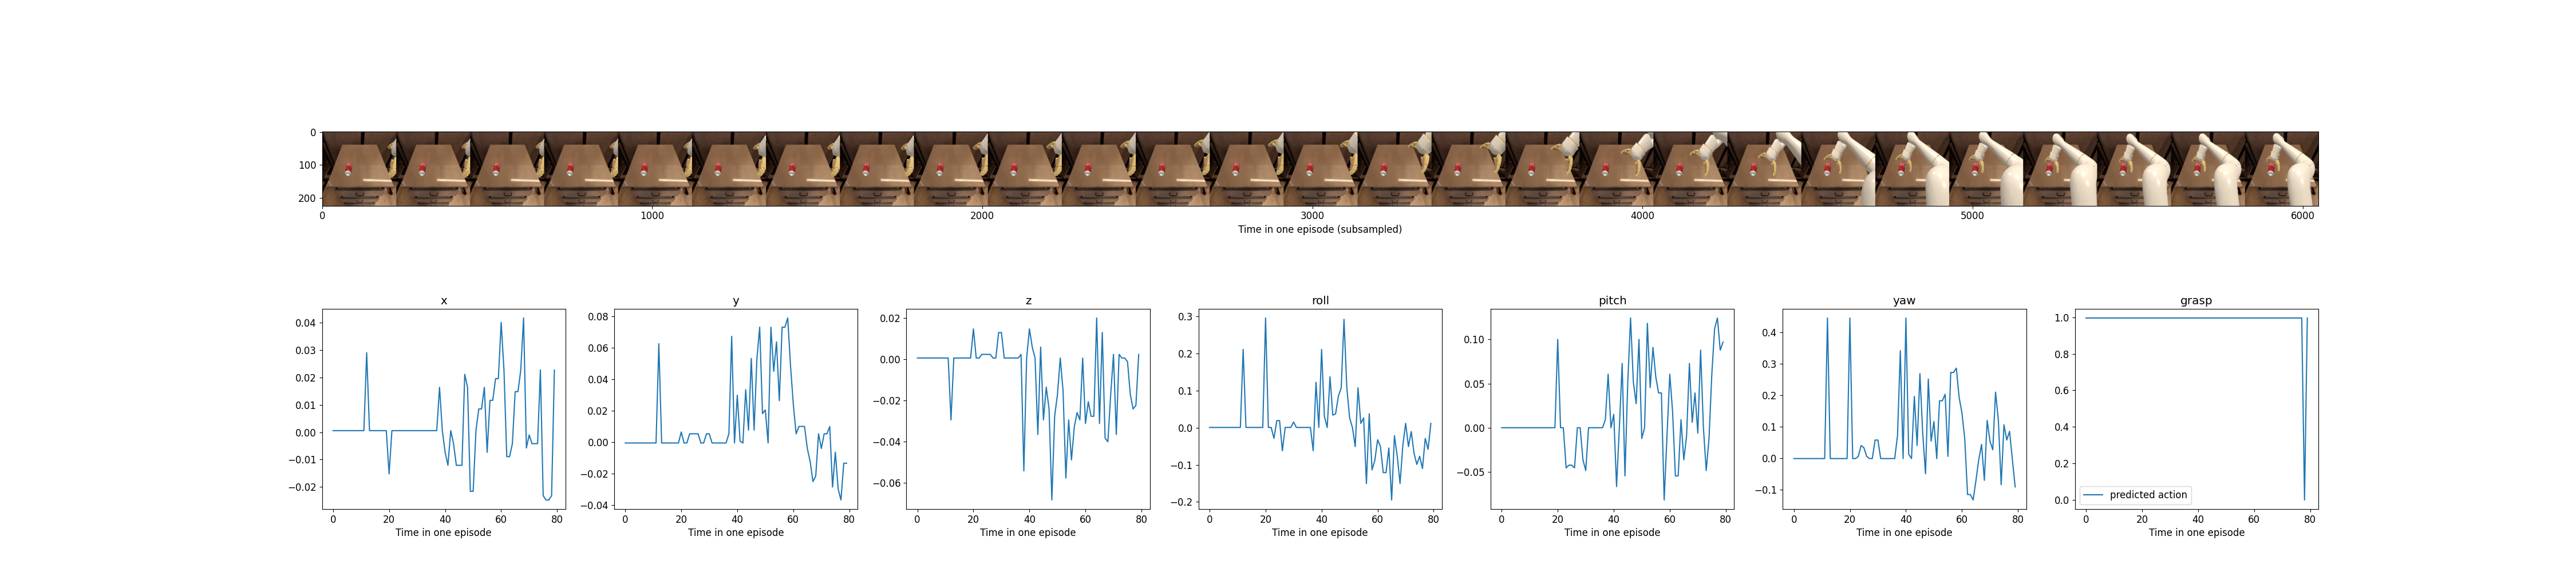 0
100
200
0 1000 2000 3000 4000 5000 6000
Time in one episode (subsampled)
x y z roll pitch yaw grasp
0.04
0.03
0.02
0.01
0.00
−0.01
−0.02
0 20 40 60 80
Time in one episode
0.08
0.06
0.04
0.02
0.00
−0.02
−0.04
0 20 40 60 80
Time in one episode
0.02
0.00
−0.02
−0.04
−0.06
0 20 40 60 80
Time in one episode
0.3
0.2
0.1
0.0
−0.1
−0.2
0 20 40 60 80
Time in one episode
0.10
0.05
0.00
−0.05
0 20 40 60 80
Time in one episode
0.4
0.3
0.2
0.1
0.0
−0.1
0 20 40 60 80
Time in one episode
1.0
0.8
0.6
0.4
0.2
0.0
predicted action
0 20 40 60 80
Time in one episode